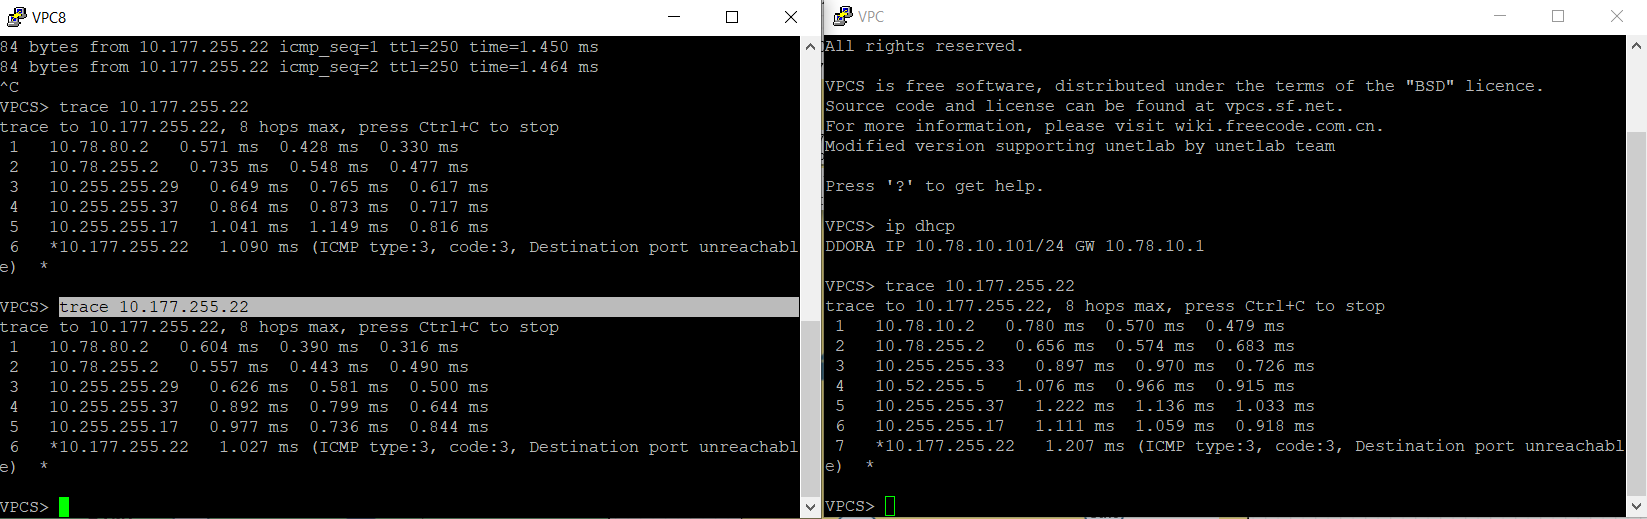 VPC8
84 bytes from 10.177.255.22 icmp_seq=1 ttl=250 time=1.450 ms
84 bytes from 10.177.255.22 icmp_seq=2 ttl=250 time=1.464 ms
^C
VPCS> trace 10.177.255.22
trace to 10.177.255.22, 8 hops max, press Ctrl+C to stop
 1   10.78.80.2   0.571 ms  0.428 ms  0.330 ms
 2   10.78.255.2   0.735 ms  0.548 ms  0.477 ms
 3   10.255.255.29   0.649 ms  0.765 ms  0.617 ms
 4   10.255.255.37   0.864 ms  0.873 ms  0.717 ms
 5   10.255.255.17   1.041 ms  1.149 ms  0.816 ms
 6   *10.177.255.22   1.090 ms (ICMP type:3, code:3, Destination port unreachabl
e)  *
VPCS> trace 10.177.255.22
trace to 10.177.255.22, 8 hops max, press Ctrl+C to stop
 1   10.78.80.2   0.604 ms  0.390 ms  0.316 ms
 2   10.78.255.2   0.557 ms  0.443 ms  0.490 ms
 3   10.255.255.29   0.626 ms  0.581 ms  0.500 ms
 4   10.255.255.37   0.892 ms  0.799 ms  0.644 ms
 5   10.255.255.17   0.977 ms  0.736 ms  0.844 ms
 6   *10.177.255.22   1.027 ms (ICMP type:3, code:3, Destination port unreachabl
e)  *
VPCS>
VPC
All rights reserved.
VPCS is free software, distributed under the terms of the "BSD" licence.
Source code and license can be found at vpcs.sf.net.
For more information, please visit wiki.freecode.com.cn.
Modified version supporting unetlab by unetlab team
Press '?' to get help.
VPCS> ip dhcp
DDORA IP 10.78.10.101/24 GW 10.78.10.1
VPCS> trace 10.177.255.22
trace to 10.177.255.22, 8 hops max, press Ctrl+C to stop
 1   10.78.10.2   0.780 ms  0.570 ms  0.479 ms
 2   10.78.255.2   0.656 ms  0.574 ms  0.683 ms
 3   10.255.255.33   0.897 ms  0.970 ms  0.726 ms
 4   10.52.255.5   1.076 ms  0.966 ms  0.915 ms
 5   10.255.255.37   1.222 ms  1.136 ms  1.033 ms
 6   10.255.255.17   1.111 ms  1.059 ms  0.918 ms
 7   *10.177.255.22   1.207 ms (ICMP type:3, code:3, Destination port unreachabl
e)  *
VPCS>